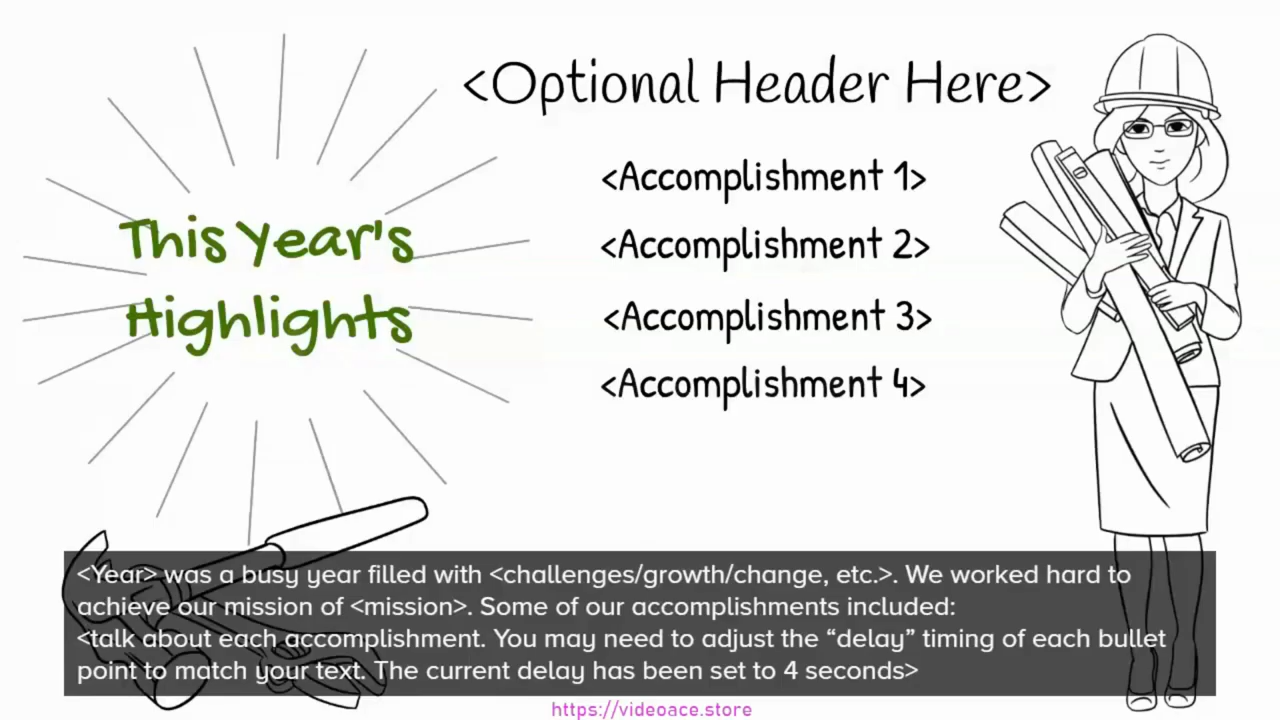 <Optional Header Here>
This Year's
Highlights
<Accomplishment 1>
<Accomplishment 2>
<Accomplishment 3>
<Accomplishment 4>
<Year> was a busy year filled with <challenges/growth/change, etc.>. We worked hard to
achieve our mission of <mission>. Some of our accomplishments included:
<talk about each accomplishment. You may need to adjust the “delay” timing of each bullet
point to match your text. The current delay has been set to 4 seconds>
https://videoace.store